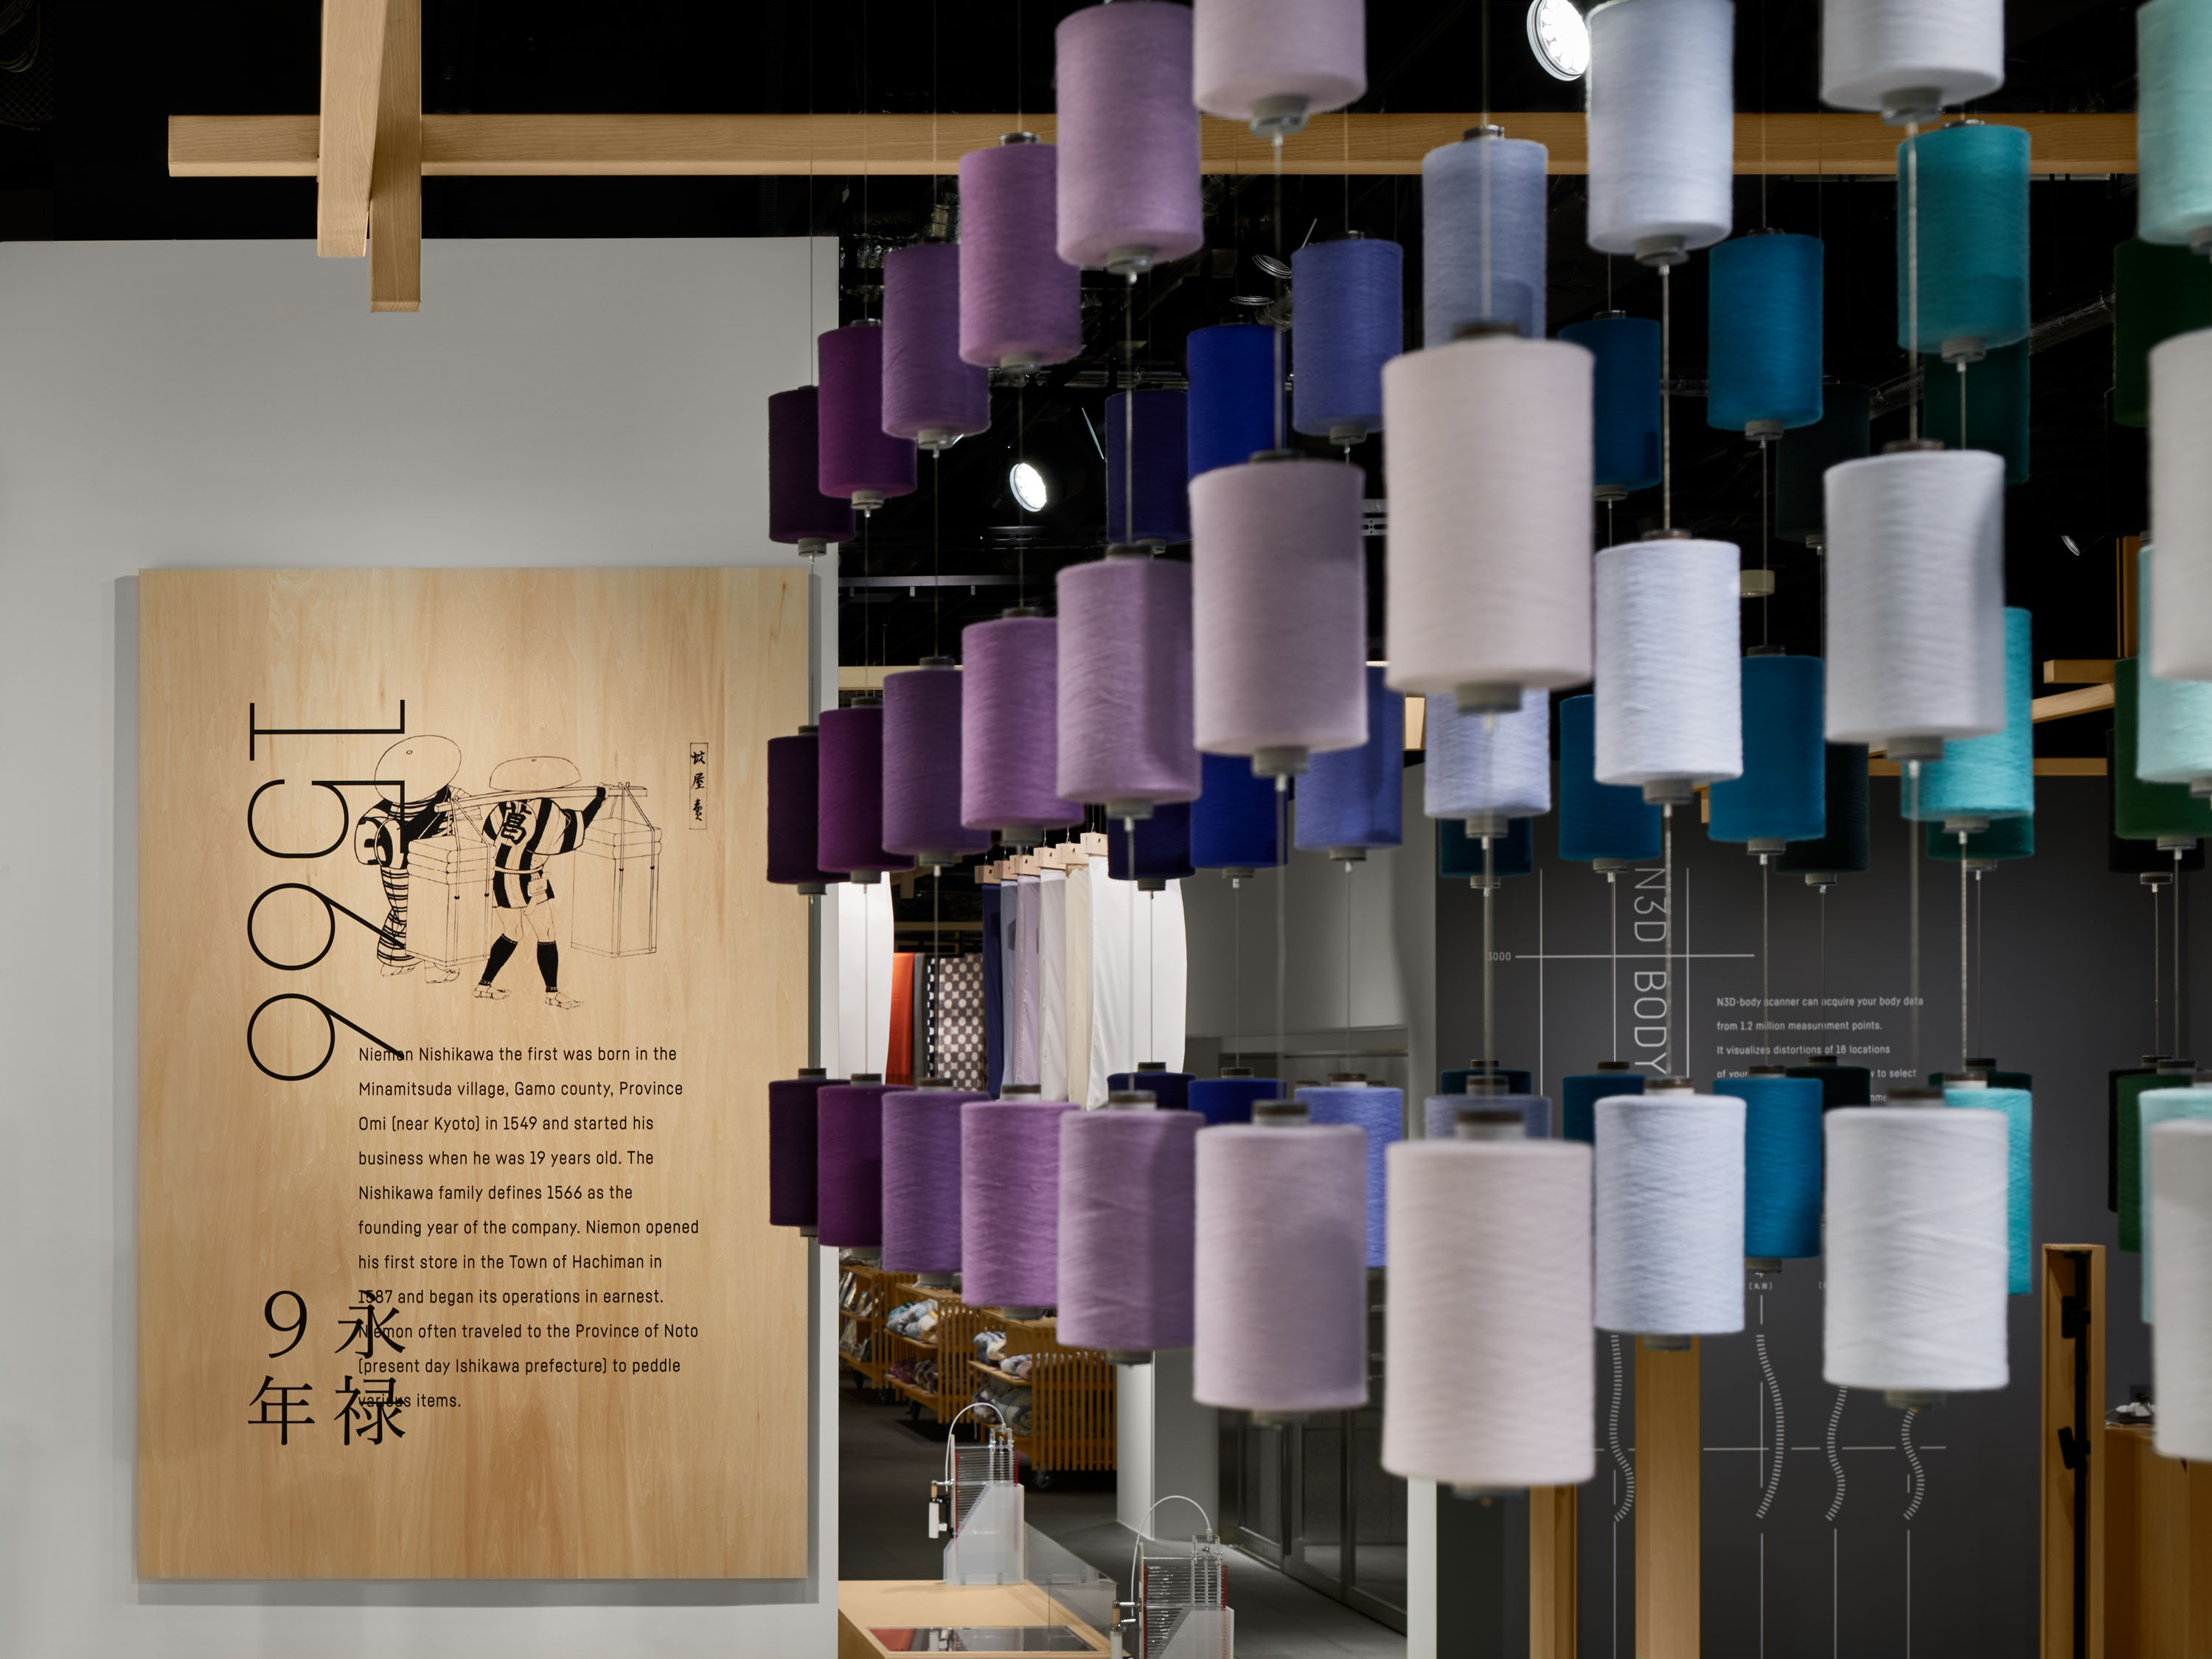 1566
蚊屋賣
萬
Niemon Nishikawa the first was born in the
Minamitsuda village, Gamo county, Province
Omi (near Kyoto) in 1549 and started his
business when he was 19 years old. The
Nishikawa family defines 1566 as the
founding year of the company. Niemon opened
his first store in the Town of Hachiman in
1587 and began its operations in earnest.
Niemon often traveled to the Province of Noto
(present day Ishikawa prefecture) to peddle
various items.
永禄
9年
N3D BODY
3000
N3D-body scanner can acquire your body data
from 1.2 million measurement points.
It visualizes distortions of 18 locations
of your
to select